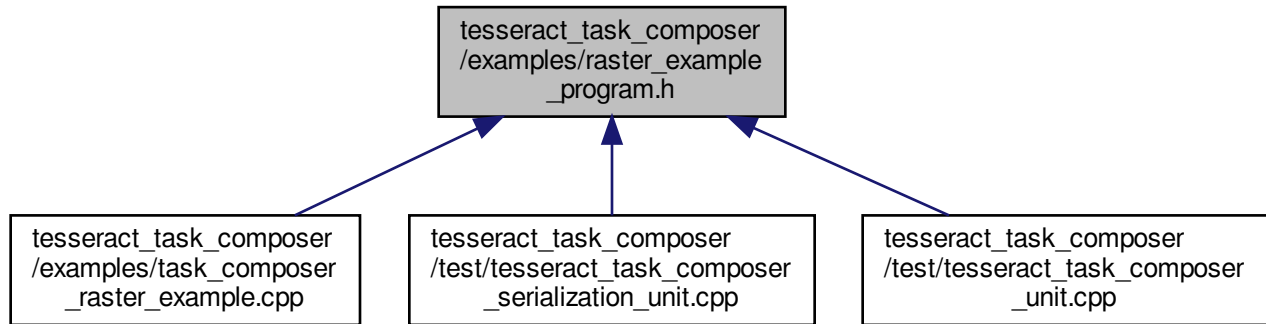 tesseract_task_composer
/examples/raster_example
_program.h
tesseract_task_composer
/examples/task_composer
_raster_example.cpp
tesseract_task_composer
/test/tesseract_task_composer
_serialization_unit.cpp
tesseract_task_composer
/test/tesseract_task_composer
_unit.cpp